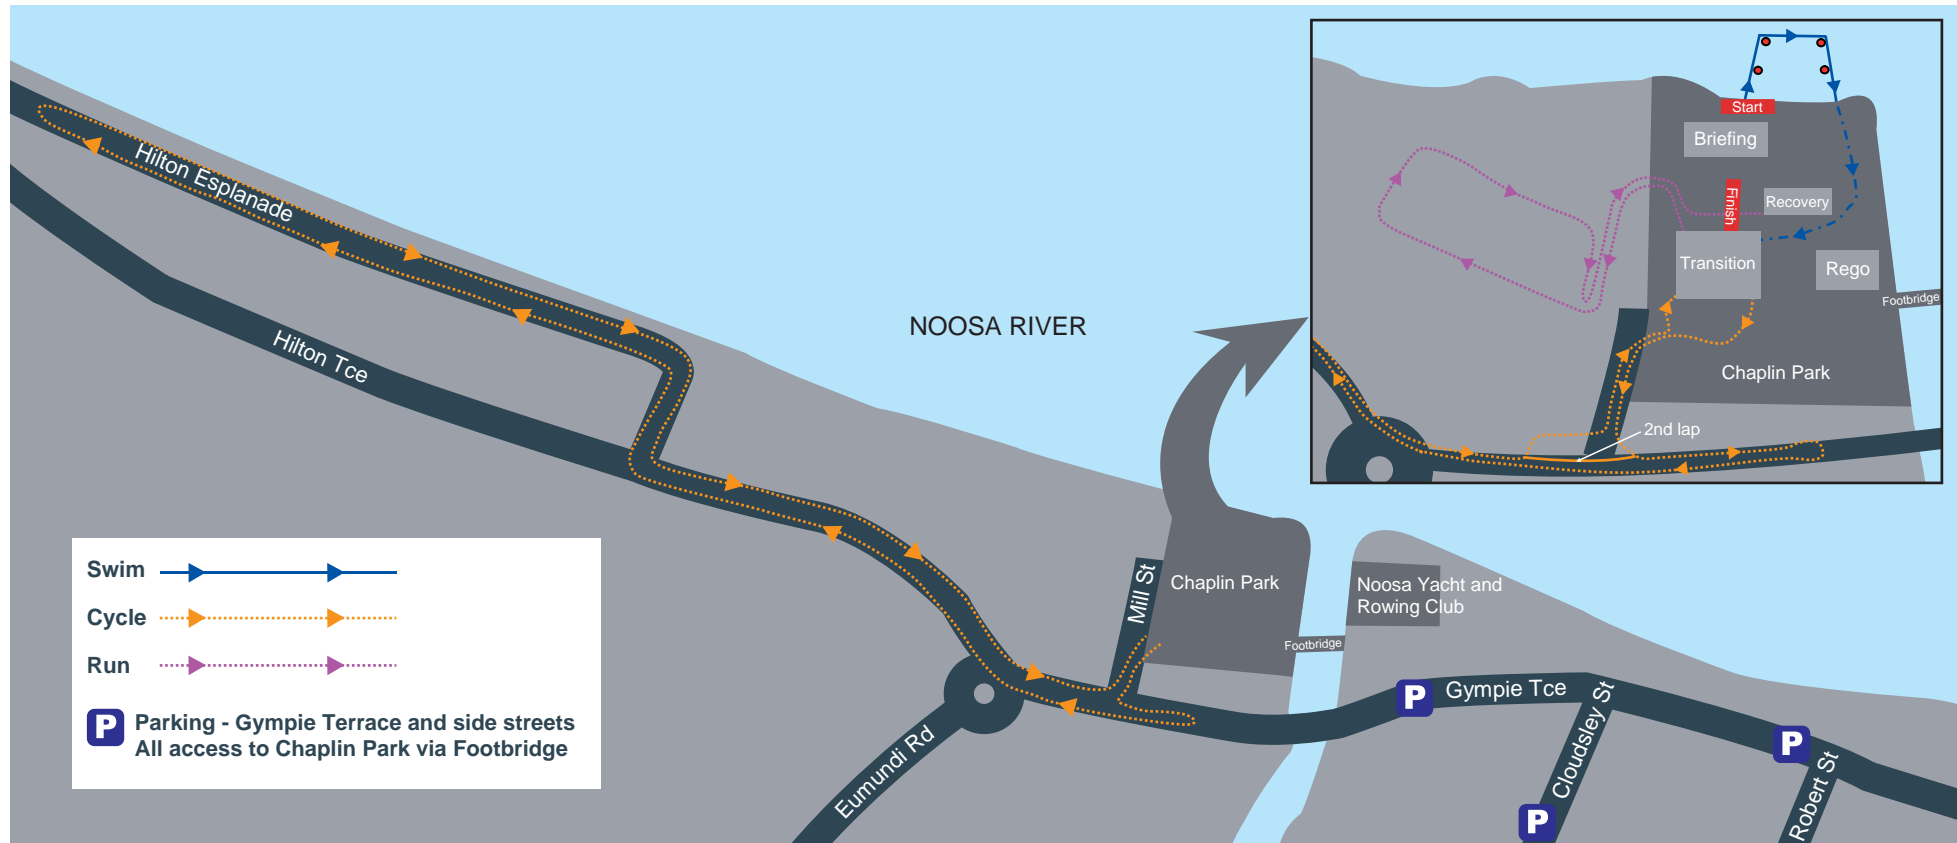 Start
Briefing
Finish
Recovery
Transition
Rego
Footbridge
Chaplin Park
2nd lap
Hilton Esplanade
Hilton Tce
NOOSA RIVER
Mill St
Chaplin Park
Noosa Yacht and
Rowing Club
Footbridge
Gympie Tce
Cloudsley St
Robert St
Eumundi Rd
P
P
P
Swim
Cycle
Run
P
Parking - Gympie Terrace and side streets
All access to Chaplin Park via Footbridge